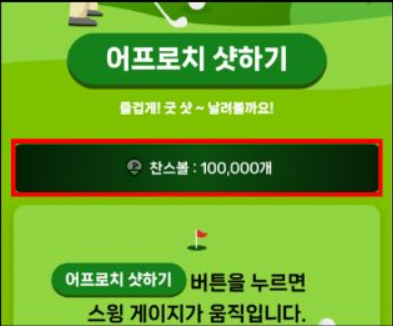 어프로치 샷하기
즐겁게! 굿 샷 ~ 날려볼까요!
찬스볼 : 100,000개
어프로치 샷하기 버튼을 누르면
스윙 게이지가 움직입니다.